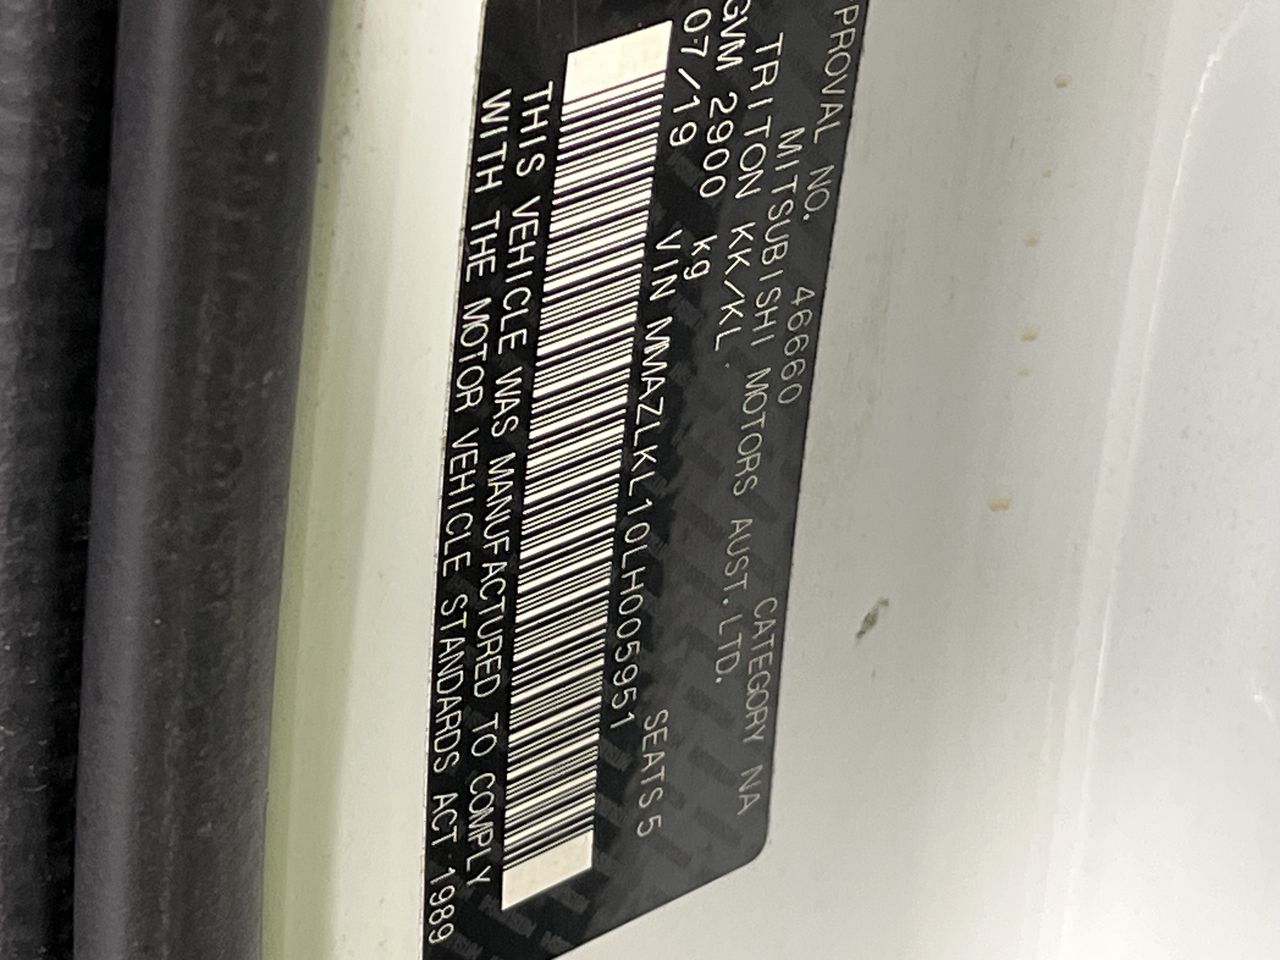 PROVAL NO. 46660 CATEGORY NA
MITSUBISHI MOTORS AUST.LTD.
TRITON KK/KL
GVM 2900 kg SEATS 5
07/19 VIN MMAZLKL10LH005951
THIS VEHICLE WAS MANUFACTURED TO COMPLY
WITH THE MOTOR VEHICLE STANDARDS ACT 1989